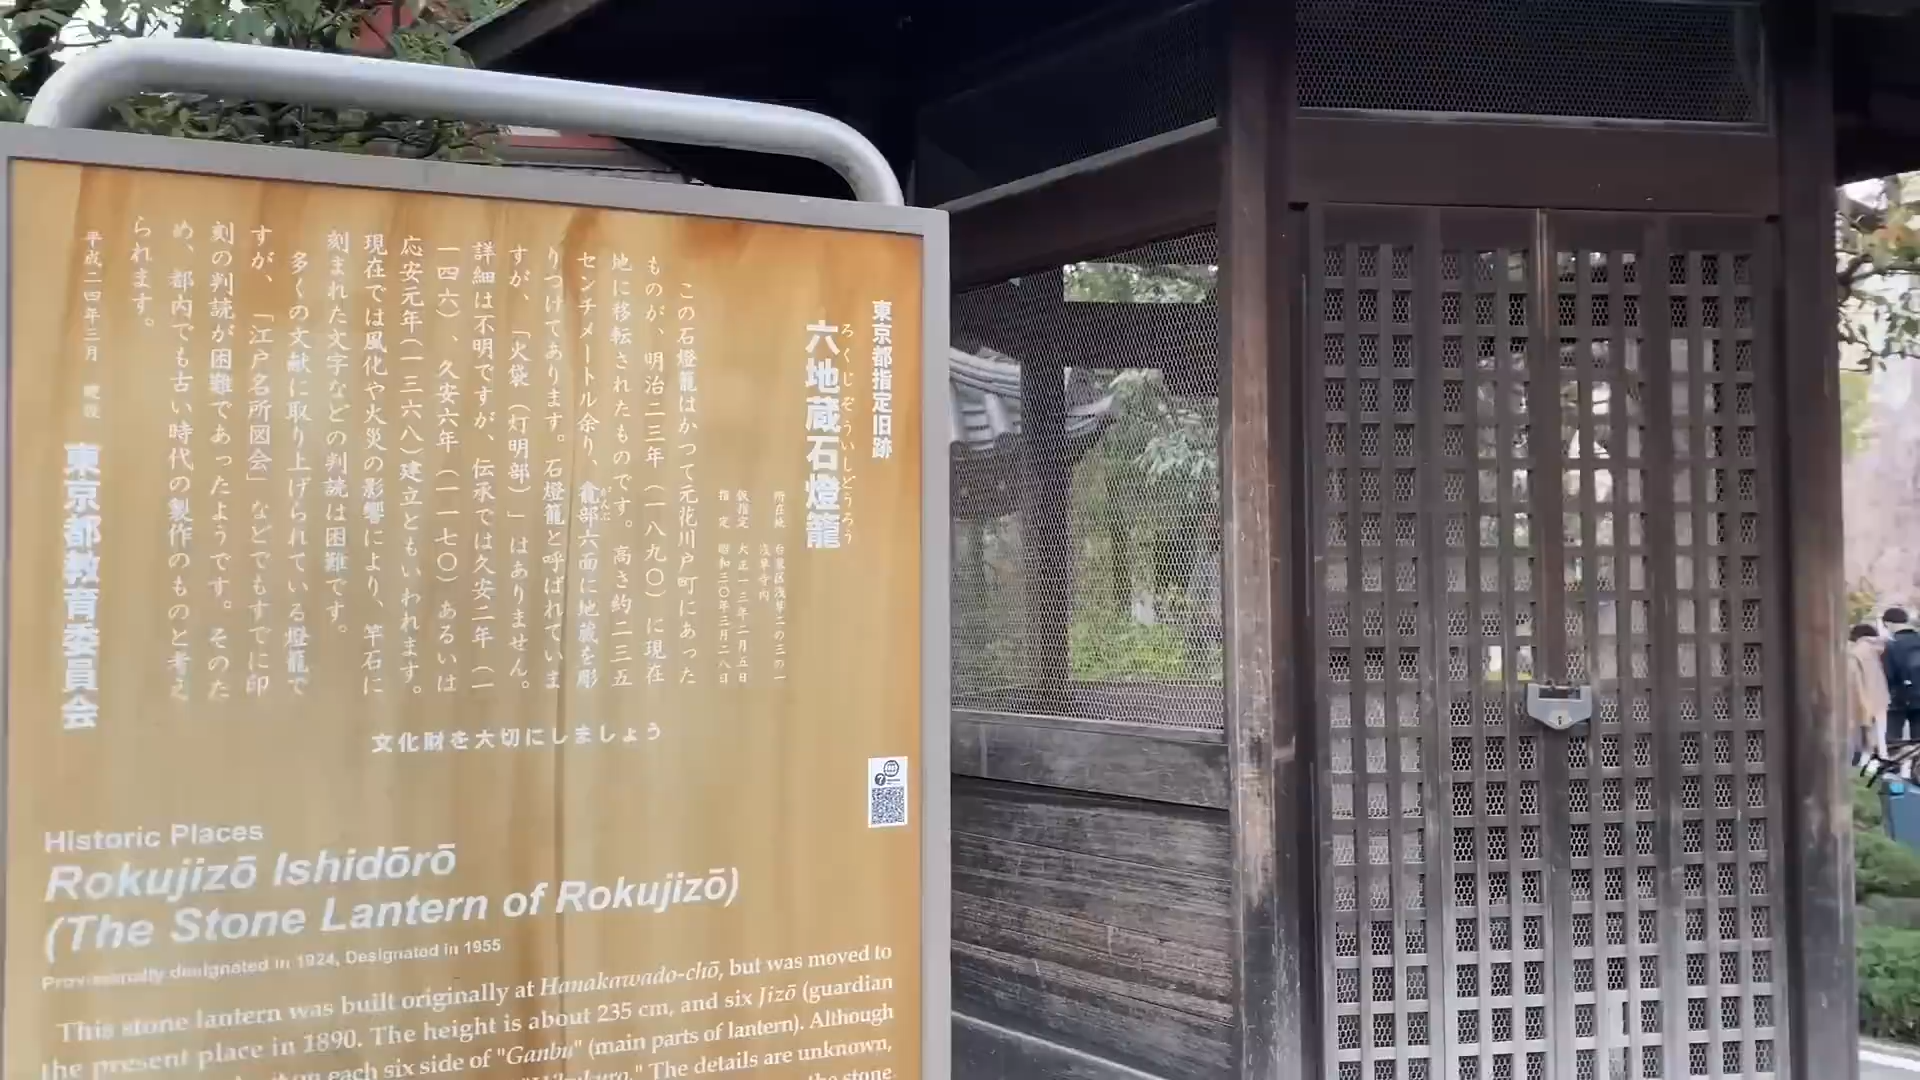 東京都指定旧跡
六地蔵石燈籠
ろくじぞういしどうろう
所在地 台東区浅草二の三の一
浅草寺内
仮指定 大正一三年二月五日
指 定 昭和三〇年三月二八日
この石燈籠はかつて元花川戸町にあった
ものが、明治二三年(一八九〇)に現在
地に移転されたものです。高さ約二三五
センチメートル余り、龕部六面に地蔵を彫
がんぶ
りつけてあります。石燈籠と呼ばれていま
すが、「火袋(灯明部)」はありません。
詳細は不明ですが、伝承では久安二年(一
一四六)、久安六年(一一七〇)あるいは
応安元年(一三六八)建立ともいわれます。
現在では風化や火災の影響により、竿石に
刻まれた文字などの判読は困難です。
多くの文献に取り上げられている燈籠で
すが、「江戸名所図会」などでもすでに印
刻の判読が困難であったようです。そのた
め、都内でも古い時代の製作のものと考え
られます。
平成二四年三月 建設
東京都教育委員会
文化財を大切にしましょう
Historic Places
Rokujizō Ishidōrō
(The Stone Lantern of Rokujizō)
Provisionally designated in 1924, Designated in 1955
This stone lantern was built originally at Hanakawado-chō, but was moved to
the present place in 1890. The height is about 235 cm, and six Jizō (guardian
on each six side of "Ganbu" (main parts of lantern). Although
The details are unknown,
the stone